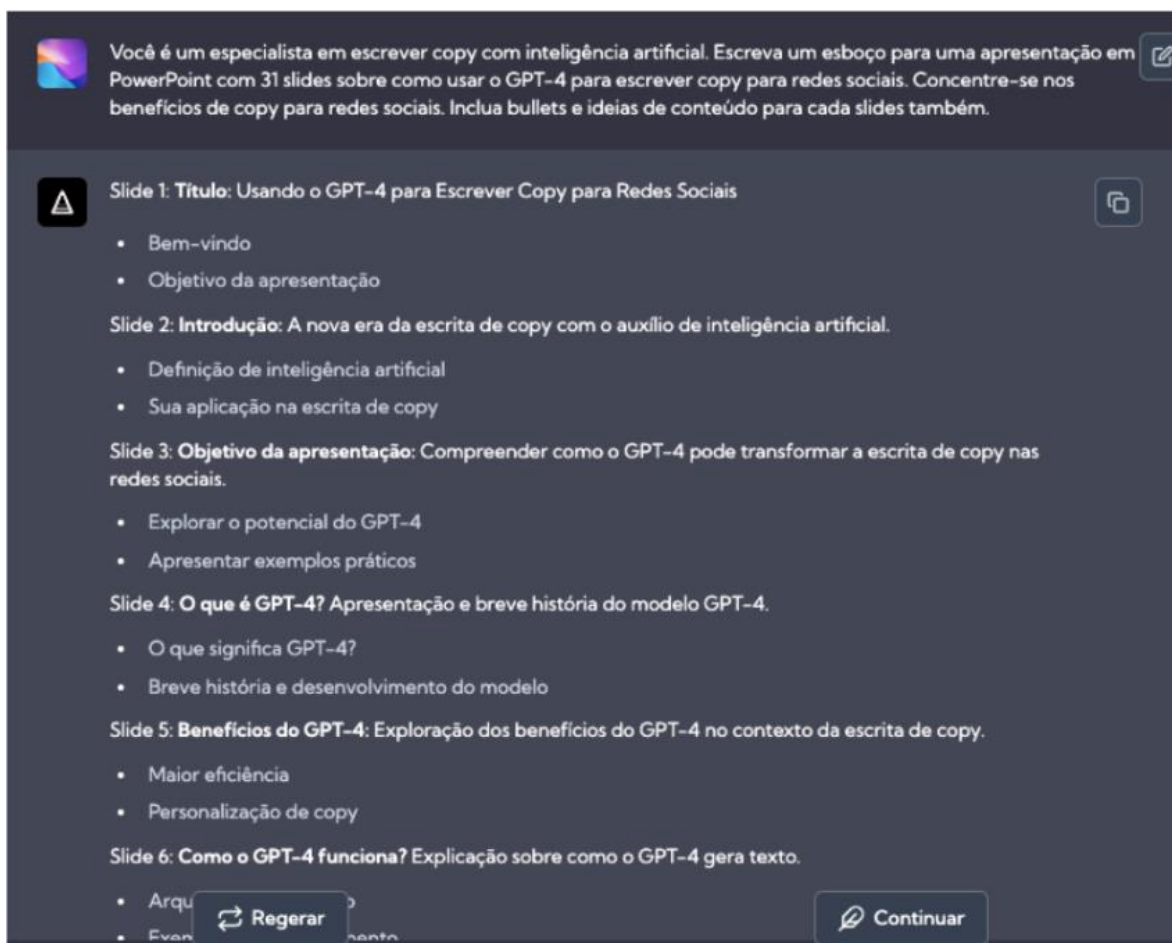 Você é um especialista em escrever copy com inteligência artificial. Escreva um esboço para uma apresentação em
PowerPoint com 31 slides sobre como usar o GPT-4 para escrever copy para redes sociais. Concentre-se nos
benefícios de copy para redes sociais. Inclua bullets e ideias de conteúdo para cada slides também.
Slide 1: Título: Usando o GPT-4 para Escrever Copy para Redes Sociais
• Bem-vindo
• Objetivo da apresentação
Slide 2: Introdução: A nova era da escrita de copy com o auxílio de inteligência artificial.
• Definição de inteligência artificial
• Sua aplicação na escrita de copy
Slide 3: Objetivo da apresentação: Compreender como o GPT-4 pode transformar a escrita de copy nas
redes sociais.
• Explorar o potencial do GPT-4
• Apresentar exemplos práticos
Slide 4: O que é GPT-4? Apresentação e breve história do modelo GPT-4.
• O que significa GPT-4?
• Breve história e desenvolvimento do modelo
Slide 5: Benefícios do GPT-4: Exploração dos benefícios do GPT-4 no contexto da escrita de copy.
• Maior eficiência
• Personalização de copy
Slide 6: Como o GPT-4 funciona? Explicação sobre como o GPT-4 gera texto.
Regerar
Continuar